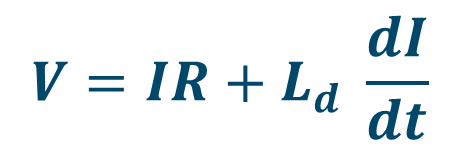 V = IR + L_d dI/dt